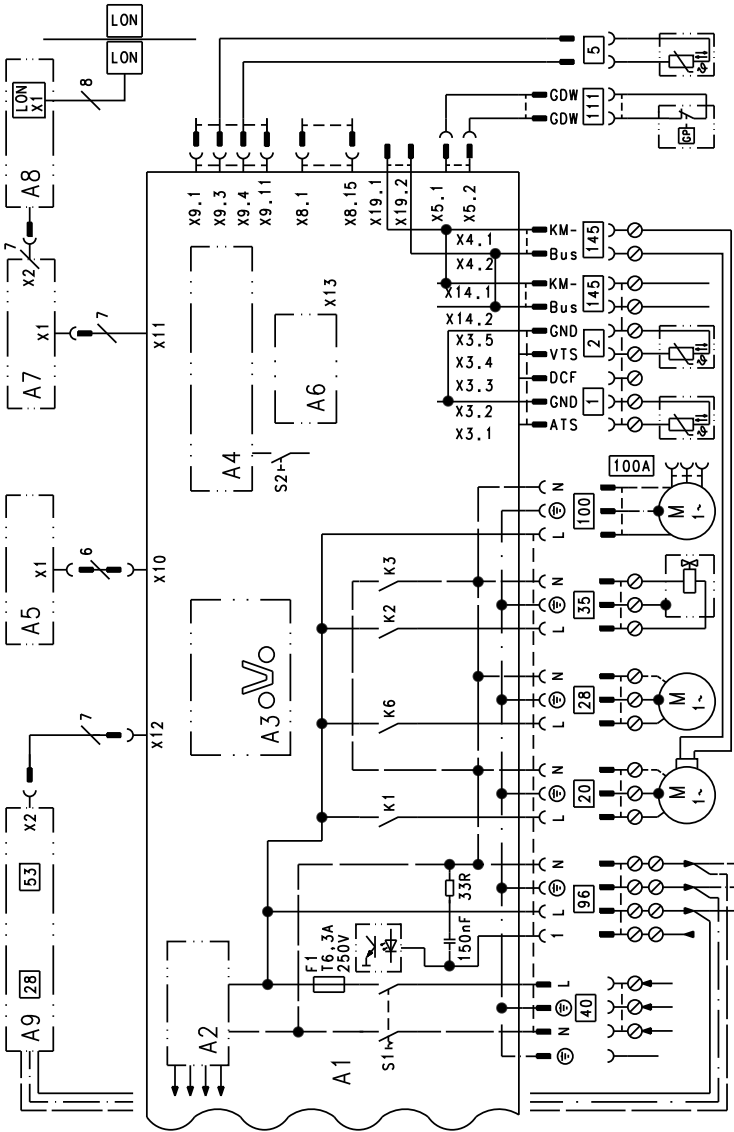 LON
LON
LON
X1
8
A8
7
X2
X1
A7
7
X11
X9.1
X9.3
X9.4
X9.11
X8.1
X8.15
X19.1
X19.2
X5.1
X5.2
5
GDW
GDW
111
GP
X4.1
X4.2
X14.1
X14.2
X3.5
X3.4
X3.3
X3.2
X3.1
KM-
Bus
145
KM-
Bus
145
GND
VTS
2
DCF
GND
ATS
1
X13
A6
A4
S2
100A
N
L
100
M
1~
X1
6
X10
A5
K3
K2
N
L
35
A3
K6
N
L
28
M
1~
7
X12
X2
K1
N
L
20
M
1~
53
28
A9
33R
150nF
N
L
1
96
F1
T6,3A
250V
A2
A1
S1
L
N
40